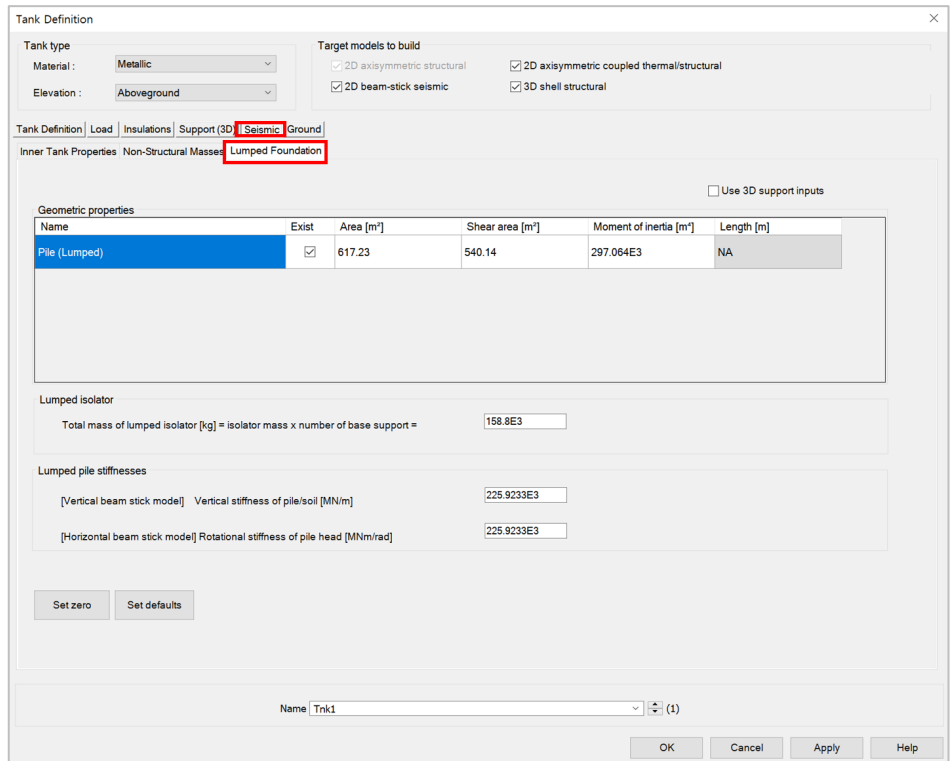 Tank Definition
Tank type
Material : Metallic
Elevation : Aboveground
Target models to build
2D axisymmetric structural 2D axisymmetric coupled thermal/structural
2D beam-stick seismic 3D shell structural
Tank Definition Load Insulations Support (3D) Seismic Ground
Inner Tank Properties Non-Structural Masses Lumped Foundation
Use 3D support inputs
Geometric properties
Name Exist Area [m²] Shear area [m²] Moment of inertia [m⁴] Length [m]
Pile (Lumped) 617.23 540.14 297.064E3 NA
Lumped isolator
Total mass of lumped isolator [kg] = isolator mass x number of base support = 158.8E3
Lumped pile stiffnesses
[Vertical beam stick model] Vertical stiffness of pile/soil [MN/m] 225.9233E3
[Horizontal beam stick model] Rotational stiffness of pile head [MNm/rad] 225.9233E3
Set zero Set defaults
Name Tnk1 (1)
OK Cancel Apply Help